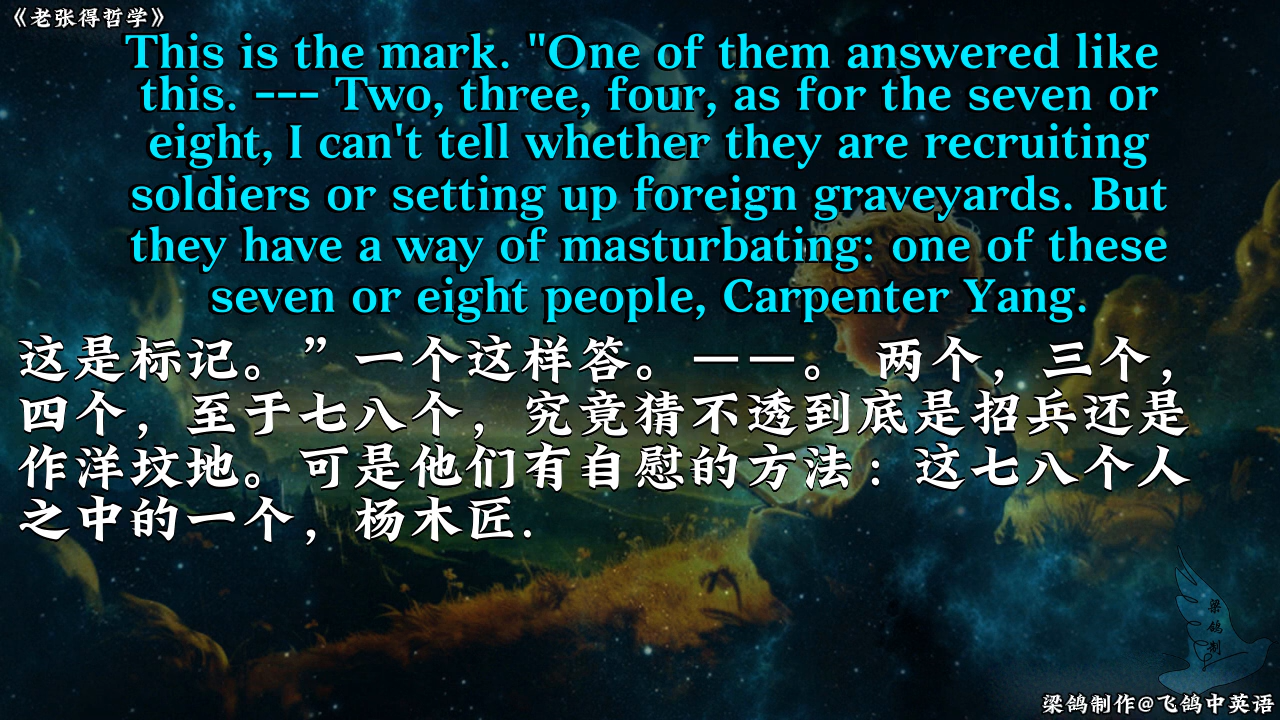 《老张得哲学》
This is the mark. "One of them answered like
this. --- Two, three, four, as for the seven or
eight, I can't tell whether they are recruiting
soldiers or setting up foreign graveyards. But
they have a way of masturbating: one of these
seven or eight people, Carpenter Yang.
这是标记。”一个这样答。——。 两个，三个，
四个，至于七八个，究竟猜不透到底是招兵还是
作洋坟地。可是他们有自慰的方法：这七八个人
之中的一个，杨木匠.
梁鸽制
梁鸽制作@飞鸽中英语